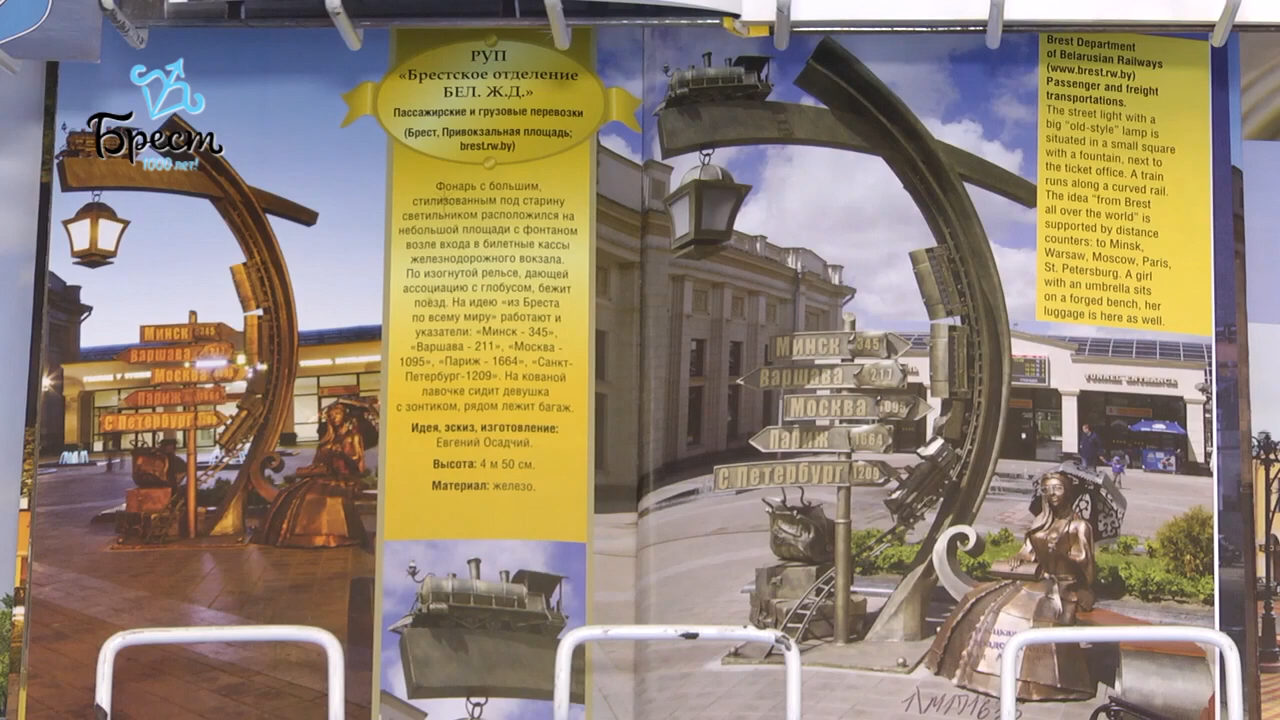 Брест
1000 лет!
РУП
«Брестское отделение
БЕЛ. Ж.Д.»
Пассажирские и грузовые перевозки
(Брест, Привокзальная площадь;
brest.rw.by)
Фонарь с большим,
стилизованным под старину
светильником расположился на
небольшой площади с фонтаном
возле входа в билетные кассы
железнодорожного вокзала.
По изогнутой рельсе, дающей
ассоциацию с глобусом, бежит
поезд. На идею «из Бреста
по всему миру» работают и
указатели: «Минск - 345»,
«Варшава - 211», «Москва -
1095», «Париж - 1664», «Санкт-
Петербург-1209». На кованой
лавочке сидит девушка
с зонтиком, рядом лежит багаж.
Идея, эскиз, изготовление:
Евгений Осадчий.
Высота: 4 м 50 см.
Материал: железо.
Минск 345
Варшава
Москва
Париж
С Петербург
Минск 345
Варшава 217
Москва 1095
Париж 1664
С. Петербург 1209
TUNNEL ENTRANCE
Brest Department
of Belarusian Railways
(www.brest.rw.by)
Passenger and freight
transportations.
The street light with a
big "old-style" lamp is
situated in a small square
with a fountain, next to
the ticket office. A train
runs along a curved rail.
The idea "from Brest
all over the world" is
supported by distance
counters: to Minsk,
Warsaw, Moscow, Paris,
St. Petersburg. A girl
with an umbrella sits
on a forged bench, her
luggage is here as well.